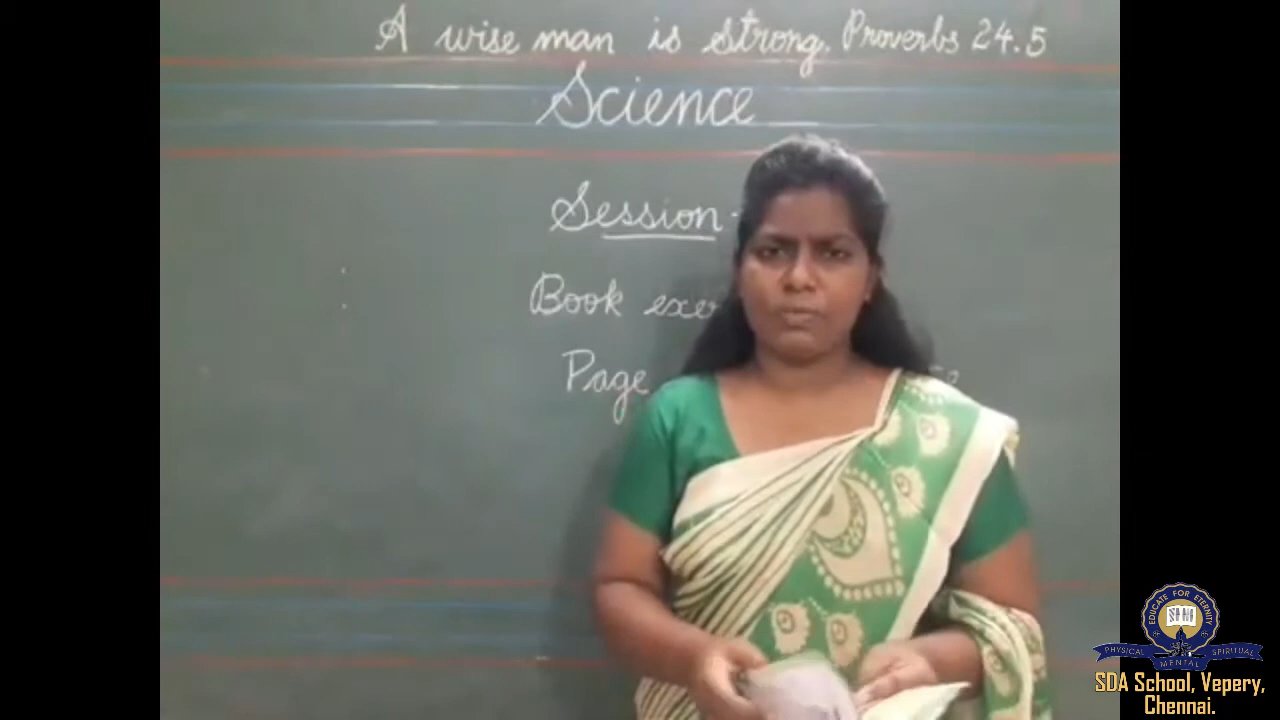 A wise man is strong. Proverbs 24.5
Science
Session -
Book exer
Page
EDUCATE FOR ETERNITY
PHYSICAL MENTAL SPIRITUAL
SDA School, Vepery,
Chennai.